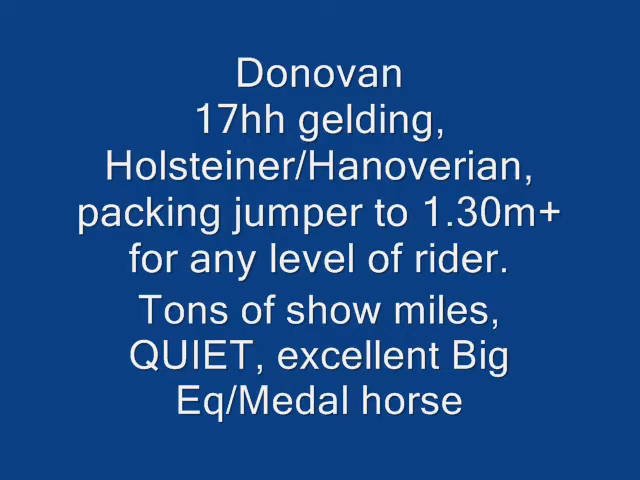 Donovan
17hh gelding,
Holsteiner/Hanoverian,
packing jumper to 1.30m+
for any level of rider.
Tons of show miles,
QUIET, excellent Big
Eq/Medal horse